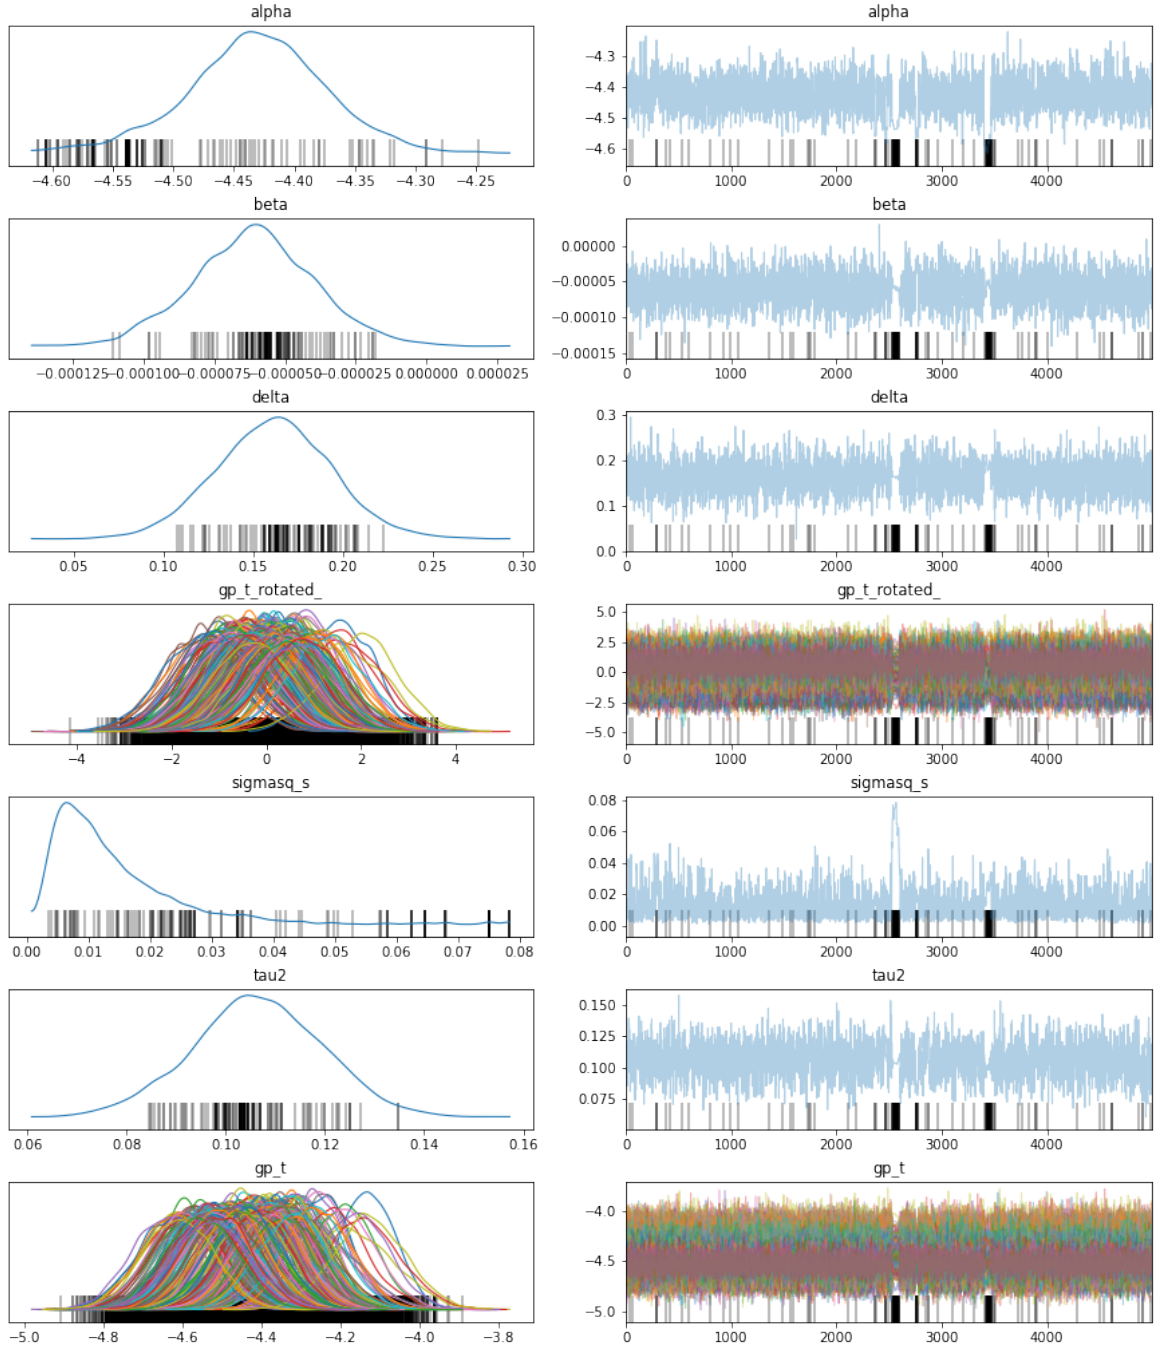 alpha alpha
−4.3
−4.4
−4.5
−4.6
−4.60 −4.55 −4.50 −4.45 −4.40 −4.35 −4.30 −4.25 0 1000 2000 3000 4000
beta beta
0.00000
−0.00005
−0.00010
−0.00015
−0.000125 −0.000100 −0.000075 −0.000050 −0.000025 0.000000 0.000025 0 1000 2000 3000 4000
delta delta
0.3
0.2
0.1
0.0
0.05 0.10 0.15 0.20 0.25 0.30 0 1000 2000 3000 4000
gp_t_rotated_ gp_t_rotated_
5.0
2.5
0.0
−2.5
−5.0
−4 −2 0 2 4 0 1000 2000 3000 4000
sigmasq_s sigmasq_s
0.08
0.06
0.04
0.02
0.00
0.00 0.01 0.02 0.03 0.04 0.05 0.06 0.07 0.08 0 1000 2000 3000 4000
tau2 tau2
0.150
0.125
0.100
0.075
0.06 0.08 0.10 0.12 0.14 0.16 0 1000 2000 3000 4000
gp_t gp_t
−4.0
−4.5
−5.0
−5.0 −4.8 −4.6 −4.4 −4.2 −4.0 −3.8 0 1000 2000 3000 4000